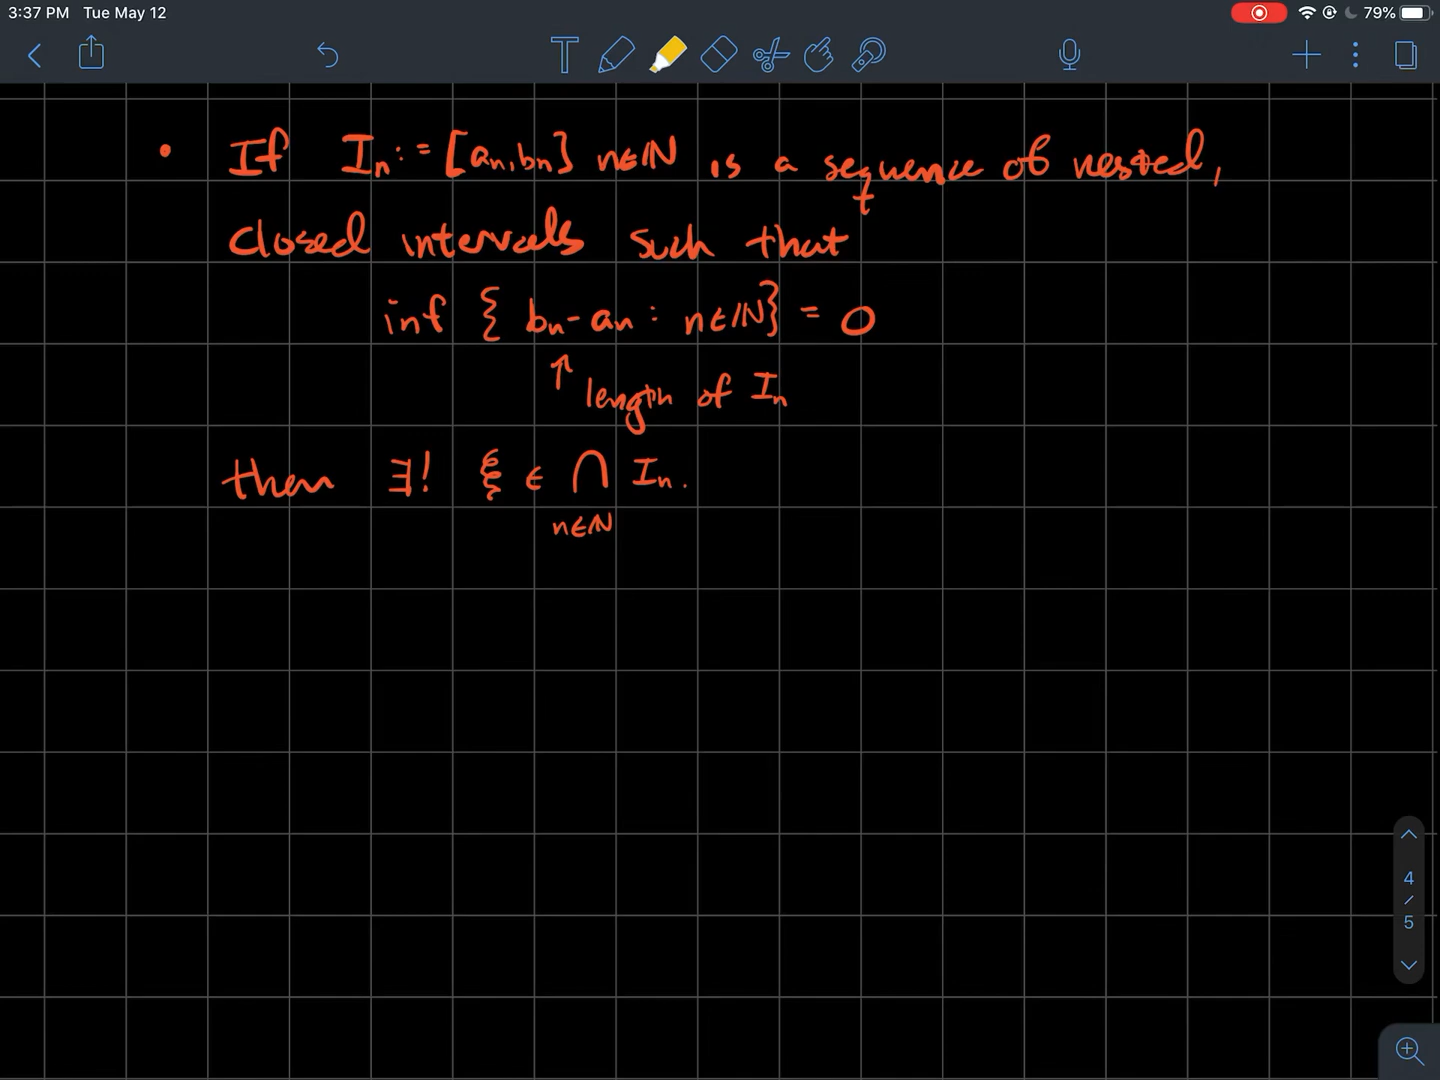 3:37 PM Tue May 12 79%
• If Iₙ := [aₙ, bₙ] n∈ℕ is a sequence of nested,
closed intervals such that
inf { bₙ - aₙ : n∈ℕ} = 0
↑ length of Iₙ
then ∃! ξ ∈ ⋂ Iₙ.
n∈ℕ
4
/
5